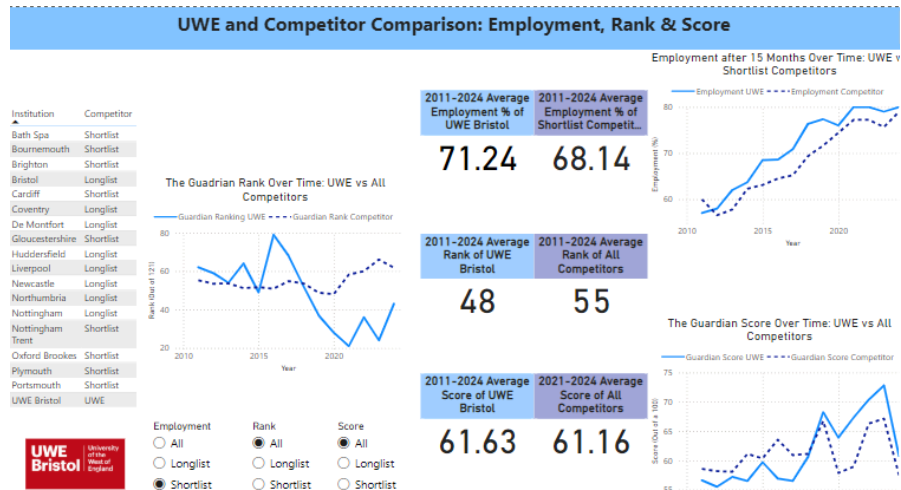 UWE and Competitor Comparison: Employment, Rank & Score
Institution Competitor
Bath Spa Shortlist
Bournemouth Shortlist
Brighton Shortlist
Bristol Longlist
Cardiff Shortlist
Coventry Longlist
De Montfort Longlist
Gloucestershire Shortlist
Huddersfield Longlist
Liverpool Longlist
Newcastle Longlist
Northumbria Longlist
Nottingham Longlist
Nottingham Shortlist
Trent
Oxford Brookes Shortlist
Plymouth Shortlist
Portsmouth Shortlist
UWE Bristol UWE
UWE
Bristol
University
of the
West of
England
The Guadrian Rank Over Time: UWE vs All
Competitors
Guardian Ranking UWE Guardian Rank Competitor
Rank (Out of 121)
80
60
40
20
2010 2015 2020
Year
Employment Rank Score
All All All
Longlist Longlist Longlist
Shortlist Shortlist Shortlist
2011-2024 Average
Employment % of
UWE Bristol
71.24
2011-2024 Average
Employment % of
Shortlist Competit...
68.14
2011-2024 Average
Rank of UWE
Bristol
48
2011-2024 Average
Rank of All
Competitors
55
2011-2024 Average
Score of UWE
Bristol
61.63
2021-2024 Average
Score of All
Competitors
61.16
Employment after 15 Months Over Time: UWE v
Shortlist Competitors
Employment UWE Employment Competitor
Employment (%)
80
70
60
2010 2015 2020
Year
The Guardian Score Over Time: UWE vs All
Competitors
Guardian Score UWE Guardian Score Competitor
Score (Out of a 100)
75
70
65
60
55